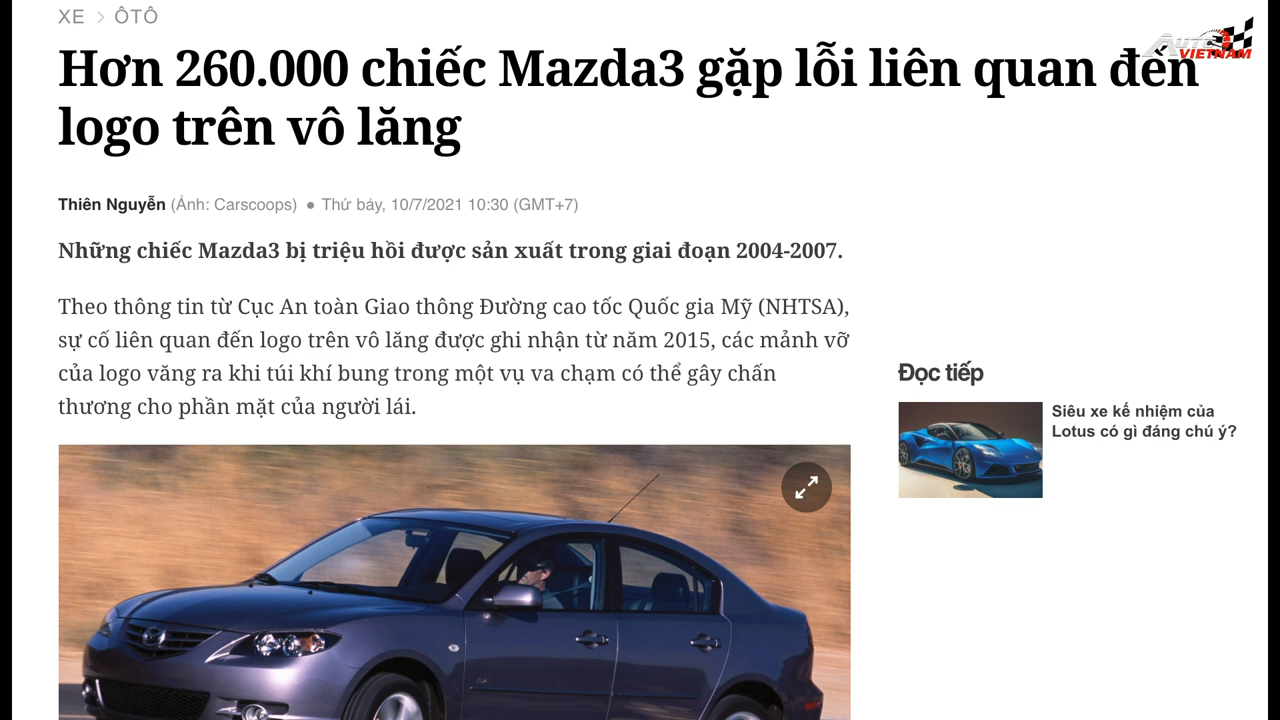 XE > ÔTÔ
AUTO VIETNAM
Hơn 260.000 chiếc Mazda3 gặp lỗi liên quan đến
logo trên vô lăng
Thiên Nguyễn (Ảnh: Carscoops) ● Thứ bảy, 10/7/2021 10:30 (GMT+7)
Những chiếc Mazda3 bị triệu hồi được sản xuất trong giai đoạn 2004-2007.
Theo thông tin từ Cục An toàn Giao thông Đường cao tốc Quốc gia Mỹ (NHTSA),
sự cố liên quan đến logo trên vô lăng được ghi nhận từ năm 2015, các mảnh vỡ
của logo văng ra khi túi khí bung trong một vụ va chạm có thể gây chấn
thương cho phần mặt của người lái.
Đọc tiếp
Siêu xe kế nhiệm của
Lotus có gì đáng chú ý?